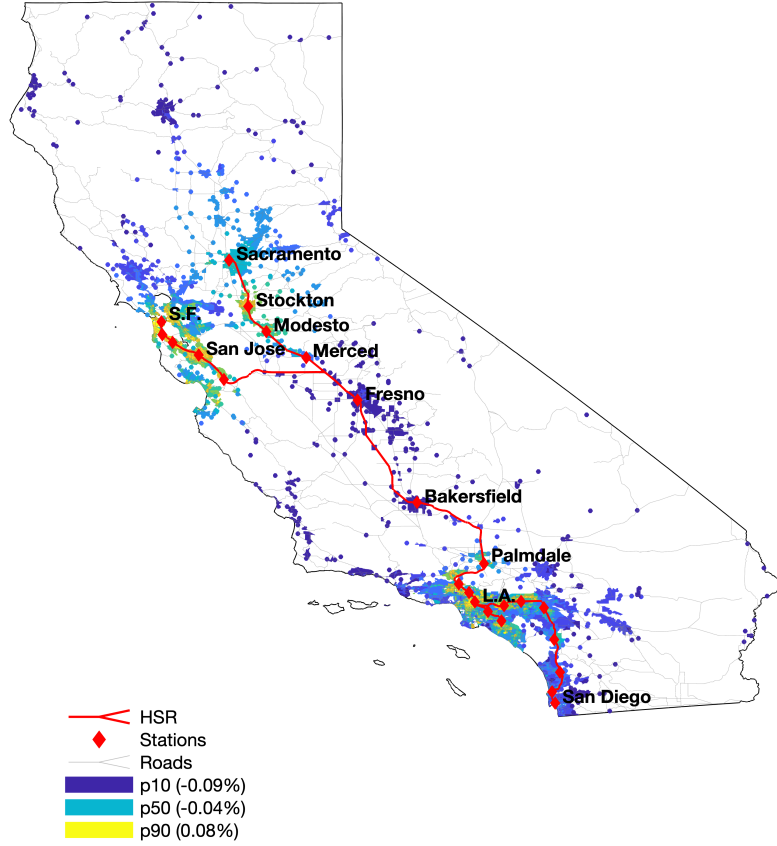 Sacramento
Stockton
S.F.
Modesto
San Jose
Merced
Fresno
Bakersfield
Palmdale
L.A.
San Diego
HSR
Stations
Roads
p10 (-0.09%)
p50 (-0.04%)
p90 (0.08%)